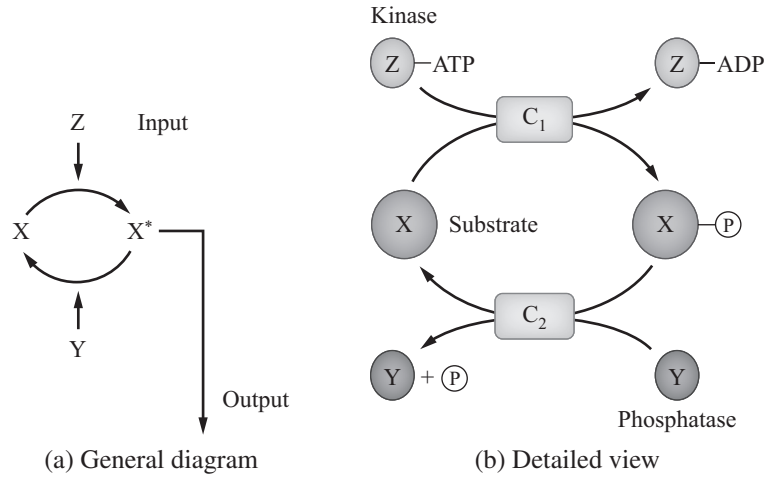 Kinase
Z ATP
Z ADP
C1
Z Input
X X*
X Substrate
X P
C2
Y
Y + P
Y
Output
Phosphatase
(a) General diagram
(b) Detailed view